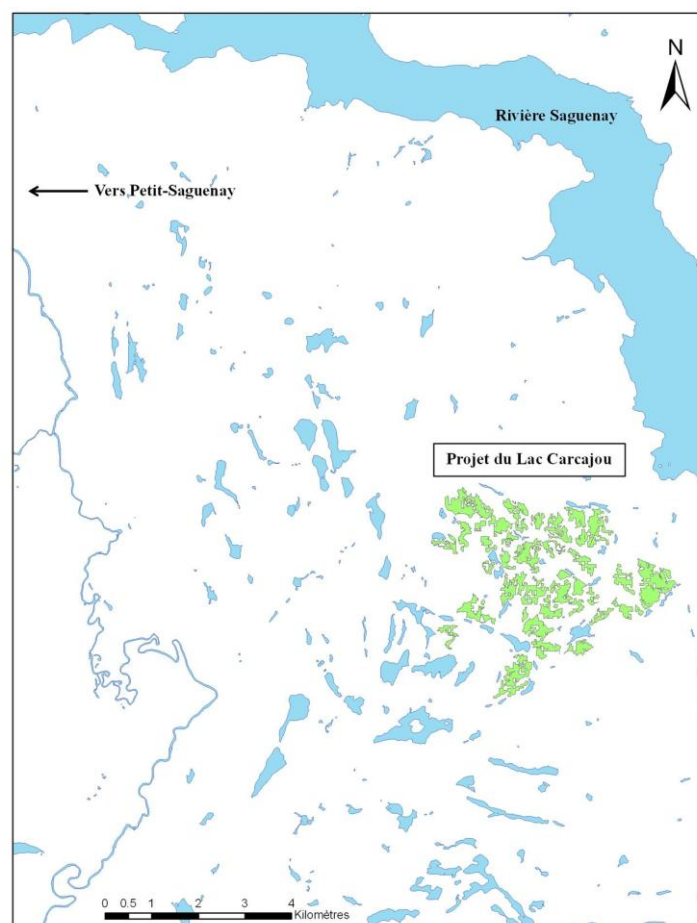 N
Rivière Saguenay
Vers Petit-Saguenay
Projet du Lac Carcajou
0 0.5 1 2 3 4
Kilomètres